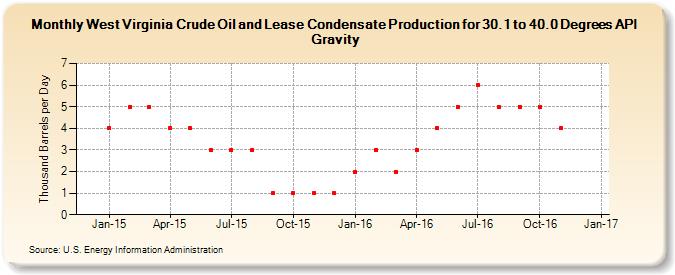 Monthly West Virginia Crude Oil and Lease Condensate Production for 30.1 to 40.0 Degrees API
Gravity
Thousand Barrels per Day
7
6
5
4
3
2
1
0
Jan-15 Apr-15 Jul-15 Oct-15 Jan-16 Apr-16 Jul-16 Oct-16 Jan-17
Source: U.S. Energy Information Administration